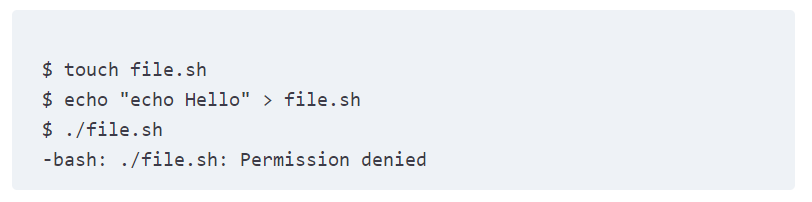 $ touch file.sh
$ echo "echo Hello" > file.sh
$ ./file.sh
-bash: ./file.sh: Permission denied